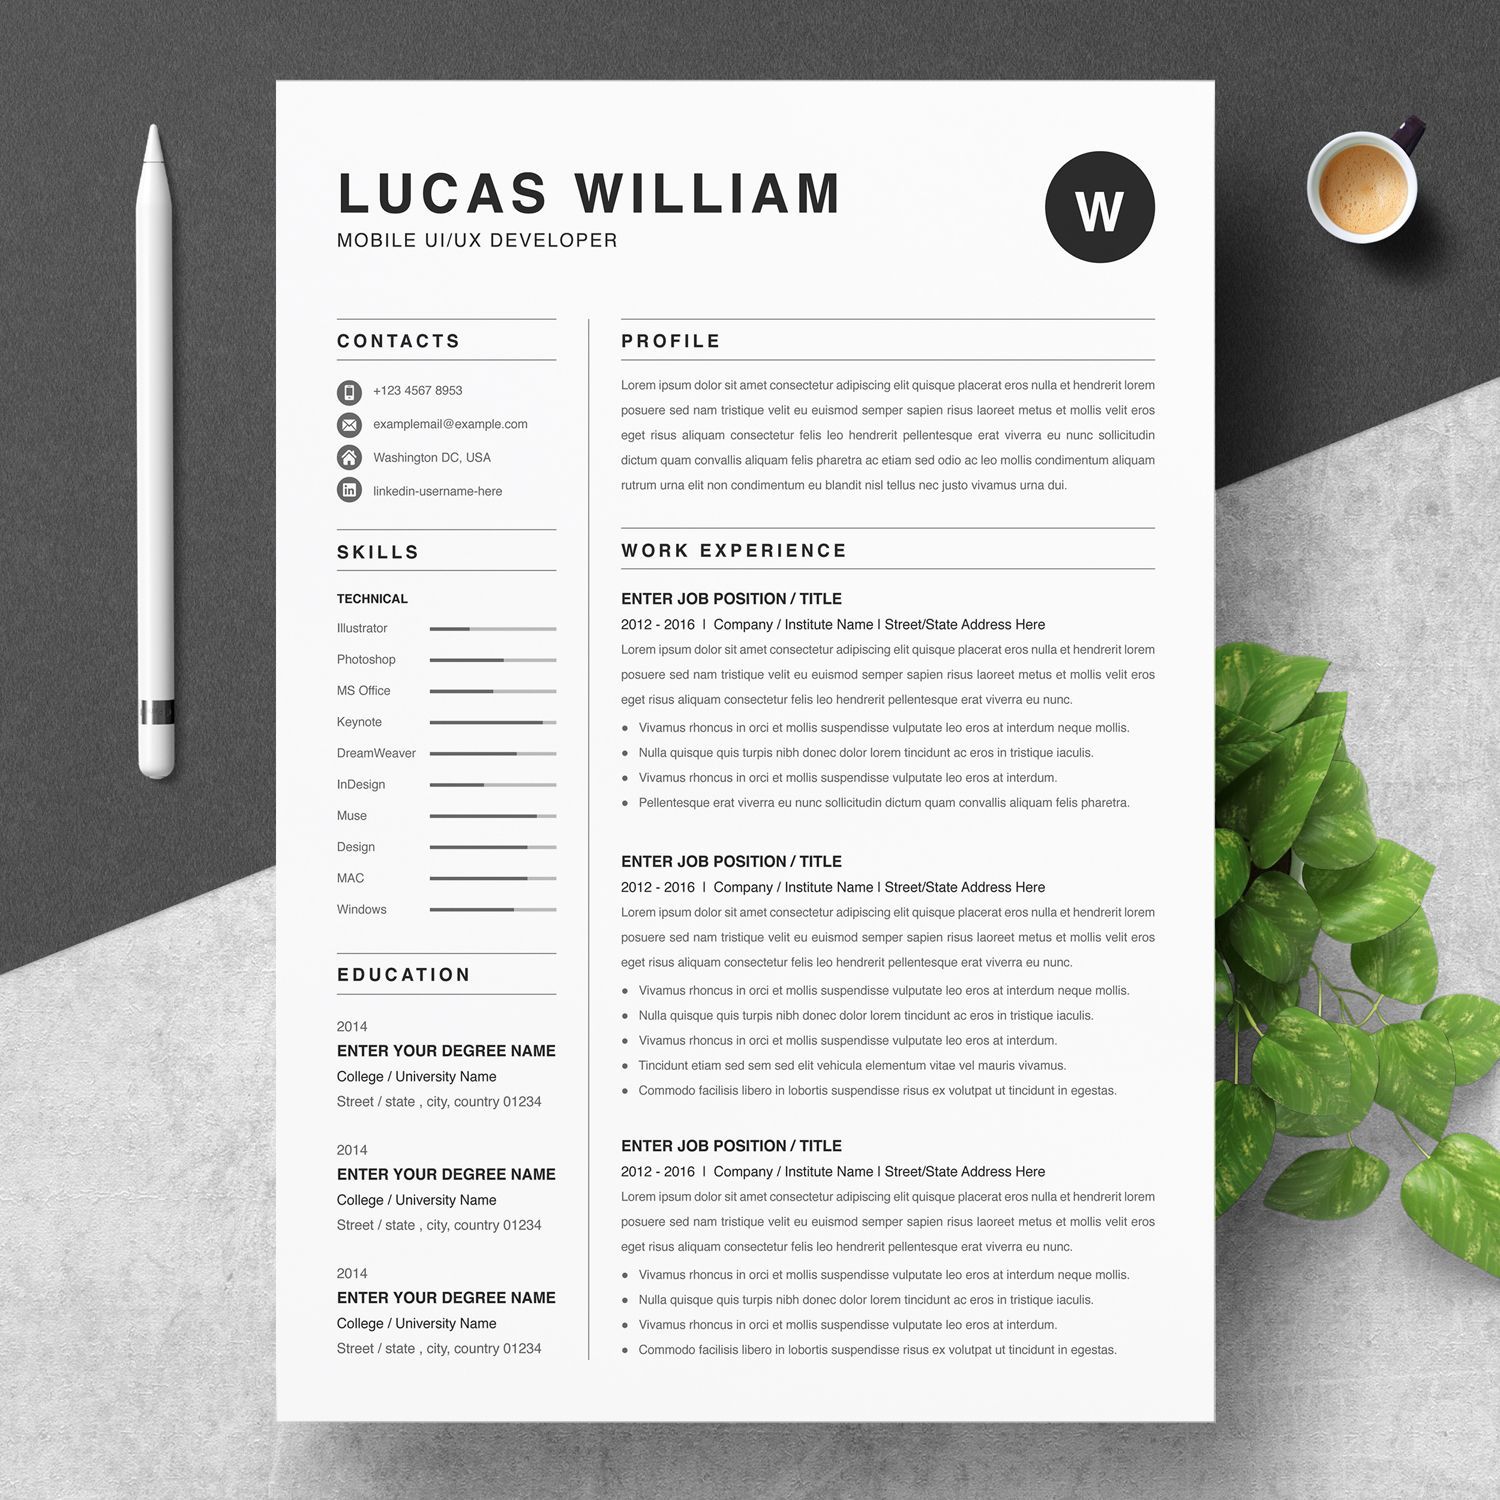 LUCAS WILLIAM
MOBILE UI/UX DEVELOPER
W
CONTACTS
+123 4567 8953
examplemail@example.com
Washington DC, USA
in linkedin-username-here
SKILLS
TECHNICAL
Illustrator
Photoshop
MS Office
Keynote
DreamWeaver
InDesign
Muse
Design
MAC
Windows
EDUCATION
2014
ENTER YOUR DEGREE NAME
College / University Name
Street / state , city, country 01234
2014
ENTER YOUR DEGREE NAME
College / University Name
Street / state , city, country 01234
2014
ENTER YOUR DEGREE NAME
College / University Name
Street / state , city, country 01234
PROFILE
Lorem ipsum dolor sit amet consectetur adipiscing elit quisque placerat eros nulla et hendrerit lorem
posuere sed nam tristique velit eu euismod semper sapien risus laoreet metus et mollis velit eros
eget risus aliquam consectetur felis leo hendrerit pellentesque erat viverra eu nunc sollicitudin
dictum quam convallis aliquam felis pharetra ac etiam sed odio ac leo mollis condimentum aliquam
rutrum urna elit non condimentum eu blandit nisl tellus nec justo vivamus urna dui.
WORK EXPERIENCE
ENTER JOB POSITION / TITLE
2012 - 2016 | Company / Institute Name | Street/State Address Here
Lorem ipsum dolor sit amet consectetur adipiscing elit quisque placerat eros nulla et hendrerit lorem
posuere sed nam tristique velit eu euismod semper sapien risus laoreet metus et mollis velit eros
eget risus aliquam consectetur felis leo hendrerit pellentesque erat viverra eu nunc.
● Vivamus rhoncus in orci et mollis suspendisse vulputate leo eros at interdum neque mollis.
● Nulla quisque quis turpis nibh donec dolor lorem tincidunt ac eros in tristique iaculis.
● Vivamus rhoncus in orci et mollis suspendisse vulputate leo eros at interdum.
● Pellentesque erat viverra eu nunc sollicitudin dictum quam convallis aliquam felis pharetra.
ENTER JOB POSITION / TITLE
2012 - 2016 | Company / Institute Name | Street/State Address Here
Lorem ipsum dolor sit amet consectetur adipiscing elit quisque placerat eros nulla et hendrerit lorem
posuere sed nam tristique velit eu euismod semper sapien risus laoreet metus et mollis velit eros
eget risus aliquam consectetur felis leo hendrerit pellentesque erat viverra eu nunc.
● Vivamus rhoncus in orci et mollis suspendisse vulputate leo eros at interdum neque mollis.
● Nulla quisque quis turpis nibh donec dolor lorem tincidunt ac eros in tristique iaculis.
● Vivamus rhoncus in orci et mollis suspendisse vulputate leo eros at interdum.
● Tincidunt etiam sed sem sed elit vehicula elementum vitae vel mauris vivamus.
● Commodo facilisis libero in lobortis suspendisse risus ex volutpat ut tincidunt in egestas.
ENTER JOB POSITION / TITLE
2012 - 2016 | Company / Institute Name | Street/State Address Here
Lorem ipsum dolor sit amet consectetur adipiscing elit quisque placerat eros nulla et hendrerit lorem
posuere sed nam tristique velit eu euismod semper sapien risus laoreet metus et mollis velit eros
eget risus aliquam consectetur felis leo hendrerit pellentesque erat viverra eu nunc.
● Vivamus rhoncus in orci et mollis suspendisse vulputate leo eros at interdum neque mollis.
● Nulla quisque quis turpis nibh donec dolor lorem tincidunt ac eros in tristique iaculis.
● Vivamus rhoncus in orci et mollis suspendisse vulputate leo eros at interdum.
● Commodo facilisis libero in lobortis suspendisse risus ex volutpat ut tincidunt in egestas.